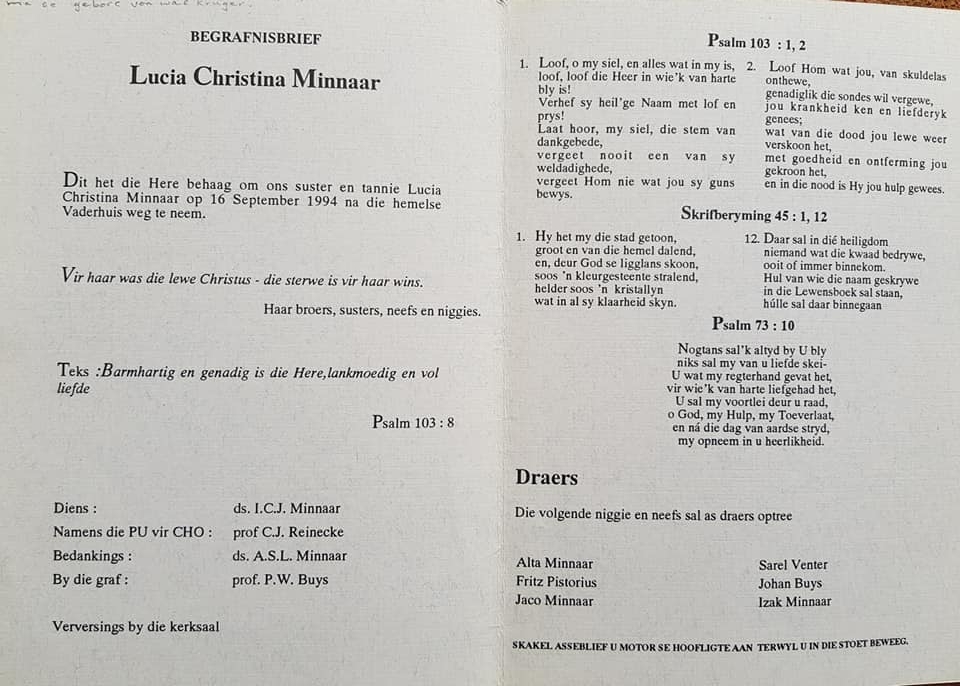 gebore von Wat Kruger.
BEGRAFNISBRIEF
Lucia Christina Minnaar
Dit het die Here behaag om ons suster en tannie Lucia
Christina Minnaar op 16 September 1994 na die hemelse
Vaderhuis weg te neem.
Vir haar was die lewe Christus - die sterwe is vir haar wins.
Haar broers, susters, neefs en niggies.
Teks :Barmhartig en genadig is die Here,lankmoedig en vol
liefde
Psalm 103 : 8
Diens : ds. I.C.J. Minnaar
Namens die PU vir CHO : prof C.J. Reinecke
Bedankings : ds. A.S.L. Minnaar
By die graf : prof. P.W. Buys
Verversings by die kerksaal
Psalm 103 : 1, 2
1. Loof, o my siel, en alles wat in my is,
loof, loof die Heer in wie'k van harte
bly is!
Verhef sy heil'ge Naam met lof en
prys!
Laat hoor, my siel, die stem van
dankgebede,
vergeet nooit een van sy
weldadighede,
vergeet Hom nie wat jou sy guns
bewys.
2. Loof Hom wat jou, van skuldelas
onthewe,
genadiglik die sondes wil vergewe,
jou krankheid ken en liefderyk
genees;
wat van die dood jou lewe weer
verskoon het,
met goedheid en ontferming jou
gekroon het,
en in die nood is Hy jou hulp gewees.
Skrifberyming 45 : 1, 12
1. Hy het my die stad getoon,
groot en van die hemel dalend,
en, deur God se ligglans skoon,
soos 'n kleurgesteente stralend,
helder soos 'n kristallyn
wat in al sy klaarheid skyn.
12. Daar sal in dié heiligdom
niemand wat die kwaad bedrywe,
ooit of immer binnekom.
Hul van wie die naam geskrywe
in die Lewensboek sal staan,
húlle sal daar binnegaan
Psalm 73 : 10
Nogtans sal'k altyd by U bly
niks sal my van u liefde skei-
U wat my regterhand gevat het,
vir wie'k van harte liefgehad het,
U sal my voortlei deur u raad,
o God, my Hulp, my Toeverlaat,
en ná die dag van aardse stryd,
my opneem in u heerlikheid.
Draers
Die volgende niggie en neefs sal as draers optree
Alta Minnaar Sarel Venter
Fritz Pistorius Johan Buys
Jaco Minnaar Izak Minnaar
SKAKEL ASSEBLIEF U MOTOR SE HOOFLIGTE AAN TERWYL U IN DIE STOET BEWEEG.